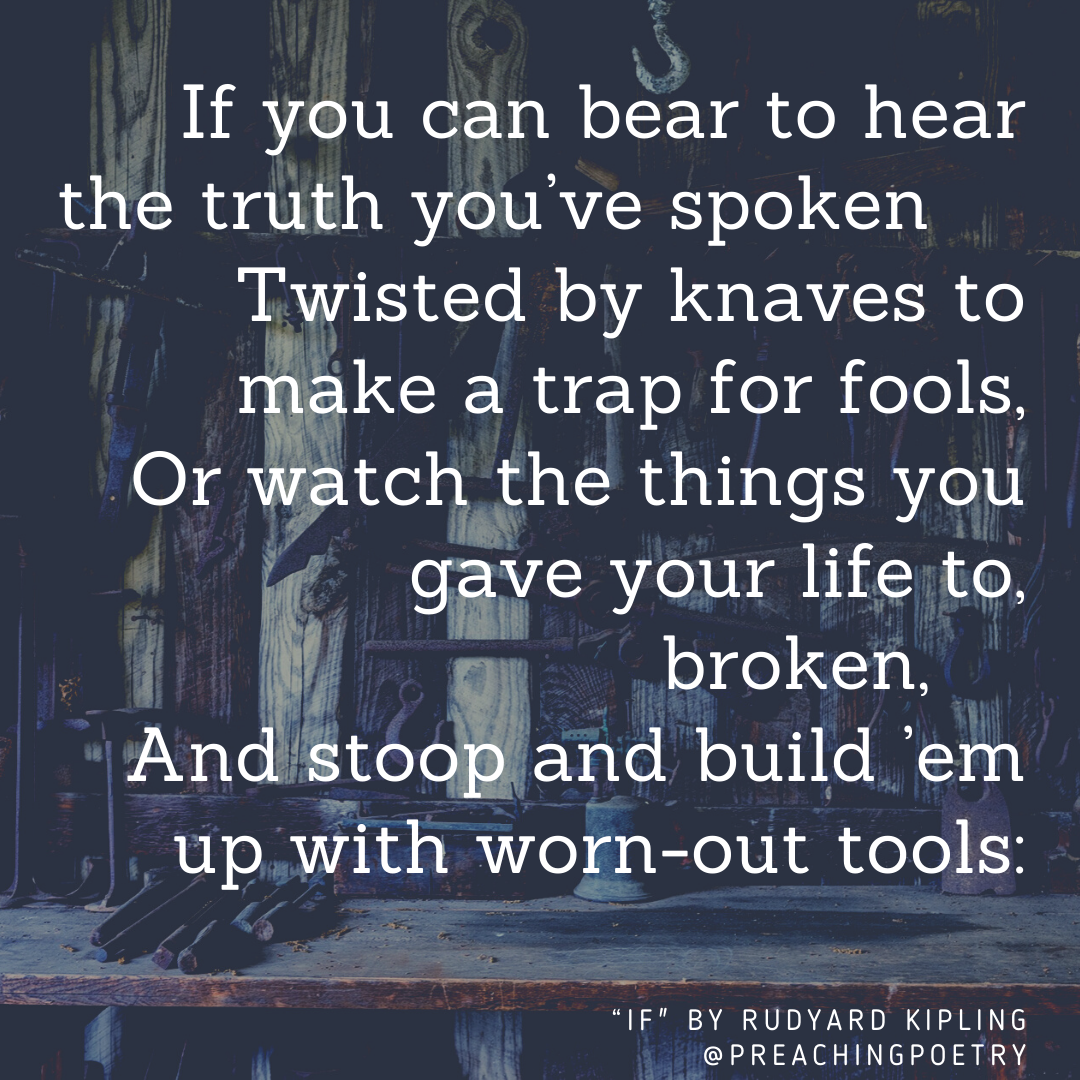 If you can bear to hear
the truth you’ve spoken
Twisted by knaves to
make a trap for fools,
Or watch the things you
gave your life to,
broken,
And stoop and build ’em
up with worn-out tools:
“IF" BY RUDYARD KIPLING
@PREACHINGPOETRY